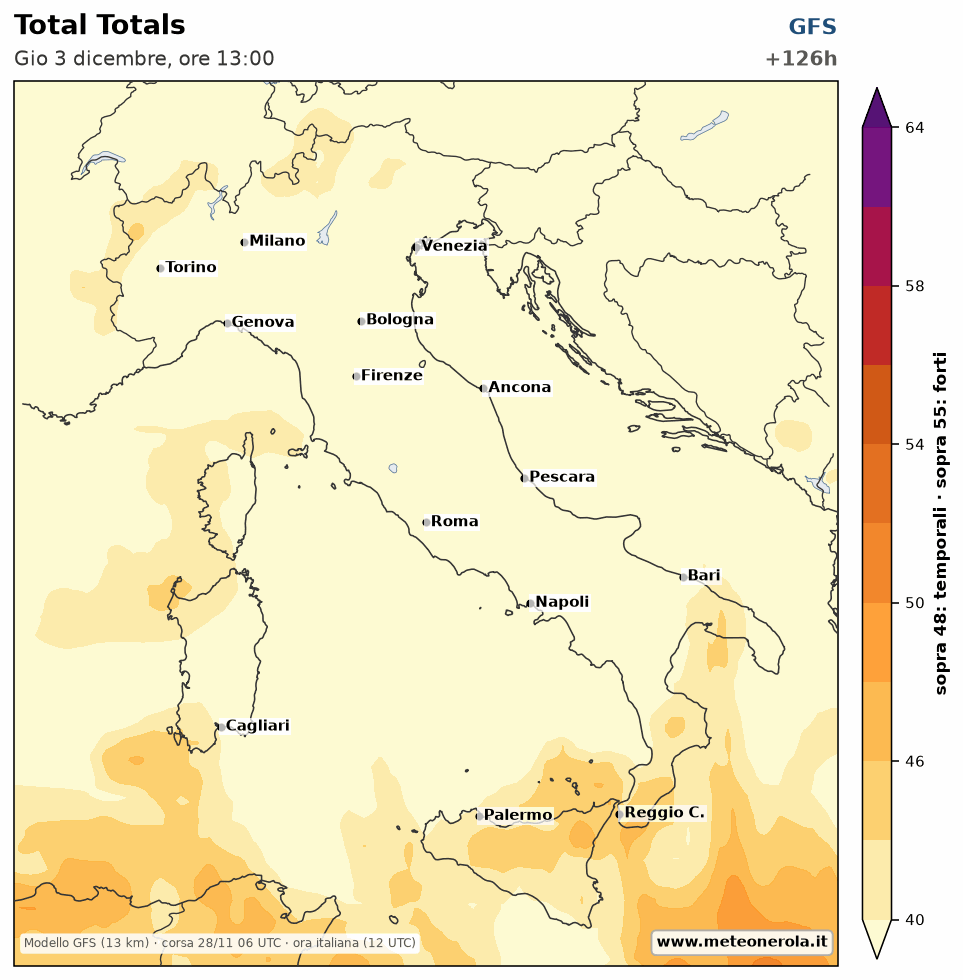 Total Totals
GFS
Gio 3 dicembre, ore 13:00
+126h
Milano
Venezia
Torino
Genova
Bologna
Firenze
Ancona
Pescara
Roma
Bari
Napoli
Cagliari
Palermo
Reggio C.
64
58
54
50
46
40
sopra 48: temporali · sopra 55: forti
Modello GFS (13 km) · corsa 28/11 06 UTC · ora italiana (12 UTC)
www.meteonerola.it